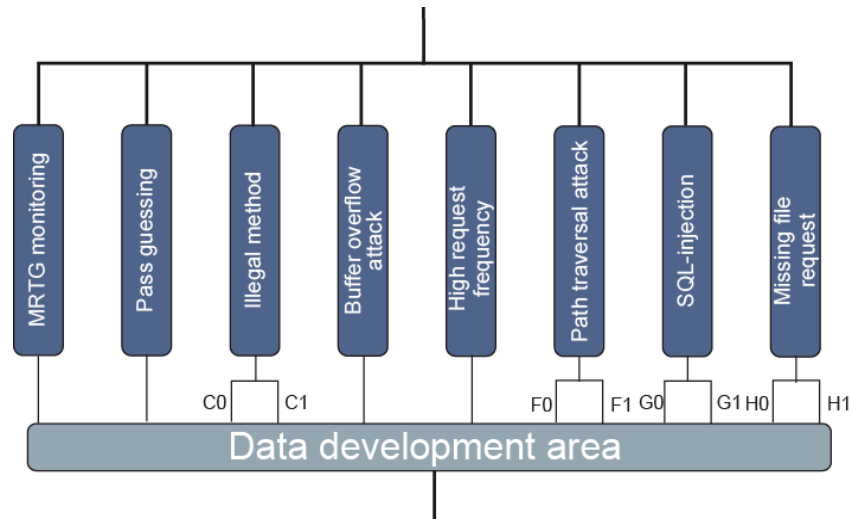 MRTG monitoring
Pass guessing
Illegal method
Buffer overflow
attack
High request
frequency
Path traversal attack
SQL-injection
Missing file
request
C0
C1
F0
F1
G0
G1
H0
H1
Data development area